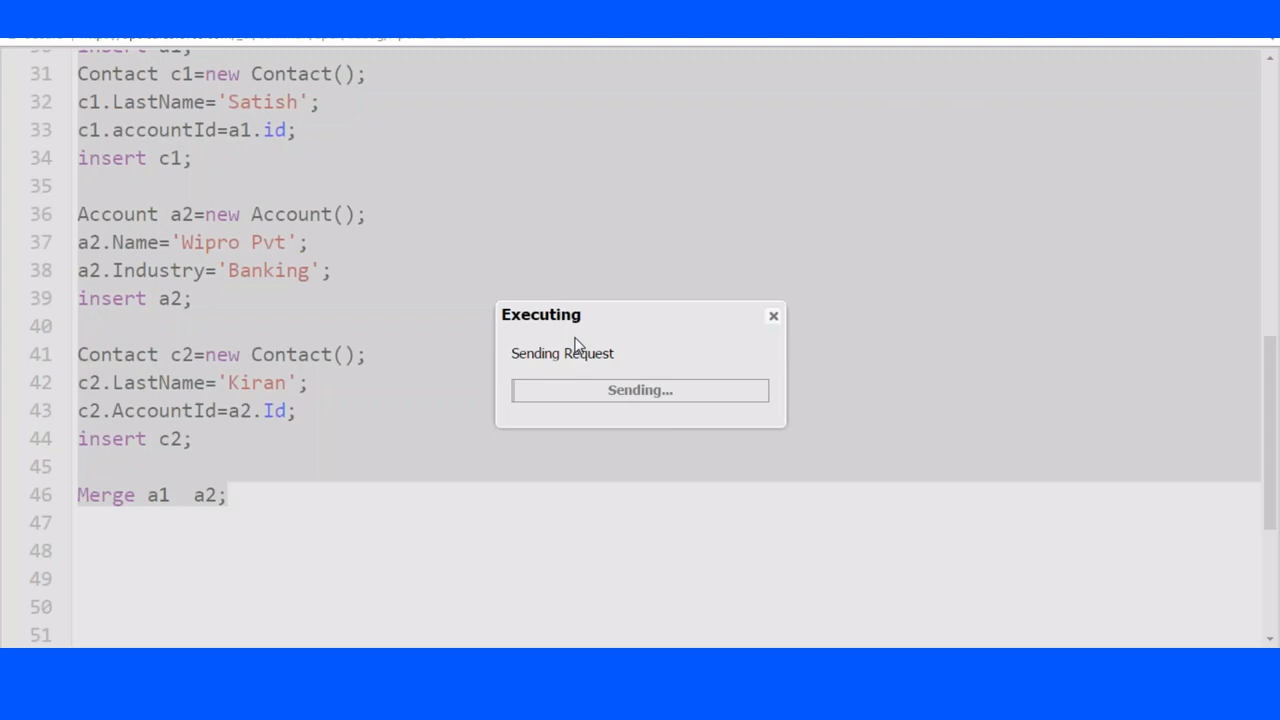 31 Contact c1=new Contact();
32 c1.LastName='Satish';
33 c1.accountId=a1.id;
34 insert c1;
35
36 Account a2=new Account();
37 a2.Name='Wipro Pvt';
38 a2.Industry='Banking';
39 insert a2;
40
41 Contact c2=new Contact();
42 c2.LastName='Kiran';
43 c2.AccountId=a2.Id;
44 insert c2;
45
46 Merge a1  a2;
47
48
49
50
51
Executing
Sending Request
Sending...